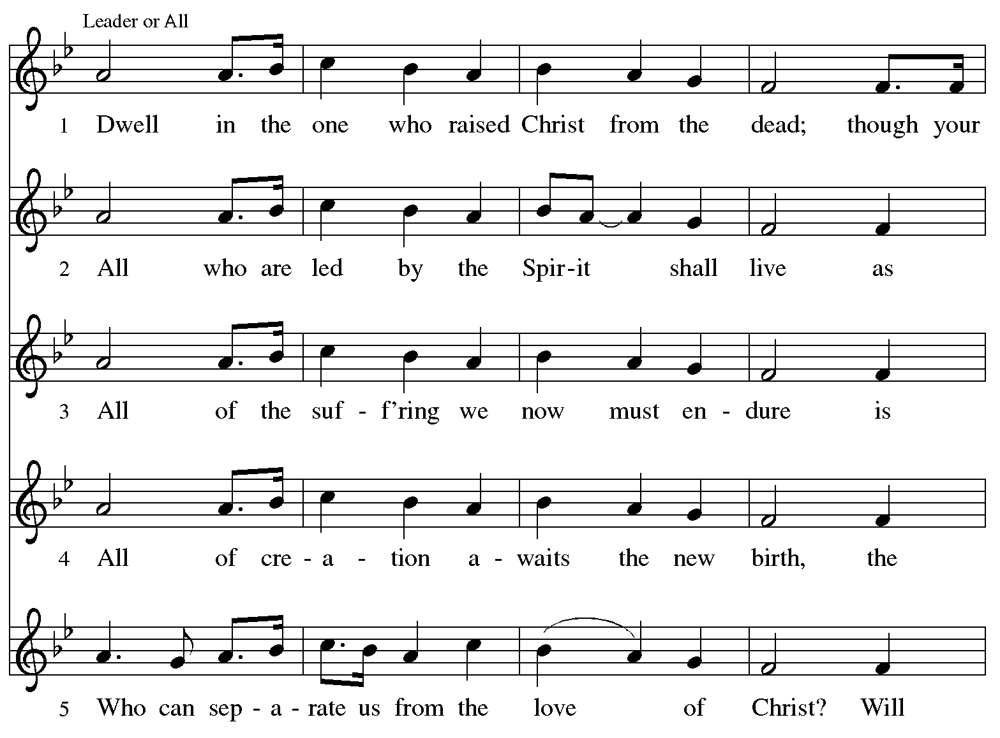 Leader or All
1 Dwell in the one who raised Christ from the dead; though your
2 All who are led by the Spir-it shall live as
3 All of the suf - f’ring we now must en - dure is
4 All of cre - a - tion a - waits the new birth, the
5 Who can sep - a - rate us from the love of Christ? Will